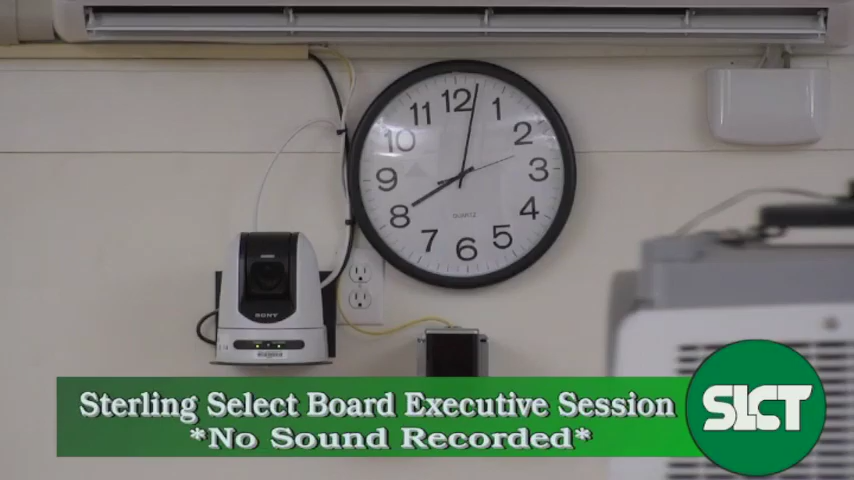 12
1
2
3
4
5
6
7
8
9
10
11
QUARTZ
SONY
Sterling Select Board Executive Session
*No Sound Recorded*
SLCT